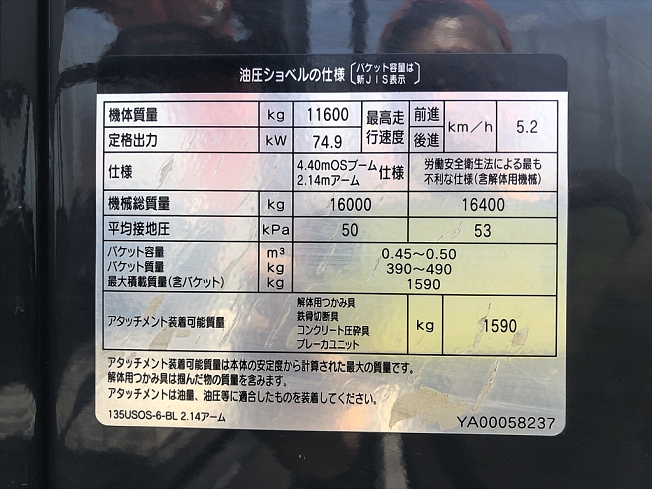 油圧ショベルの仕様〔バケット容量は 新JIS表示〕
機体質量 kg 11600 最高走行速度 前進 後進 km/h 5.2
定格出力 kW 74.9
仕様 4.40mOSブーム 2.14mアーム 仕様 労働安全衛生法による最も不利な仕様(含解体用機械)
機械総質量 kg 16000 16400
平均接地圧 kPa 50 53
バケット容量 m³ 0.45〜0.50
バケット質量 kg 390〜490
最大積載質量(含バケット) kg 1590
アタッチメント装着可能質量 解体用つかみ具 鉄骨切断具 コンクリート圧砕具 ブレーカユニット kg 1590
アタッチメント装着可能質量は本体の安定度から計算された最大の質量です。
解体用つかみ具は掴んだ物の質量を含みます。
アタッチメントは油量、油圧等に適合したものを装着してください。
135USOS-6-BL 2.14アーム YA00058237